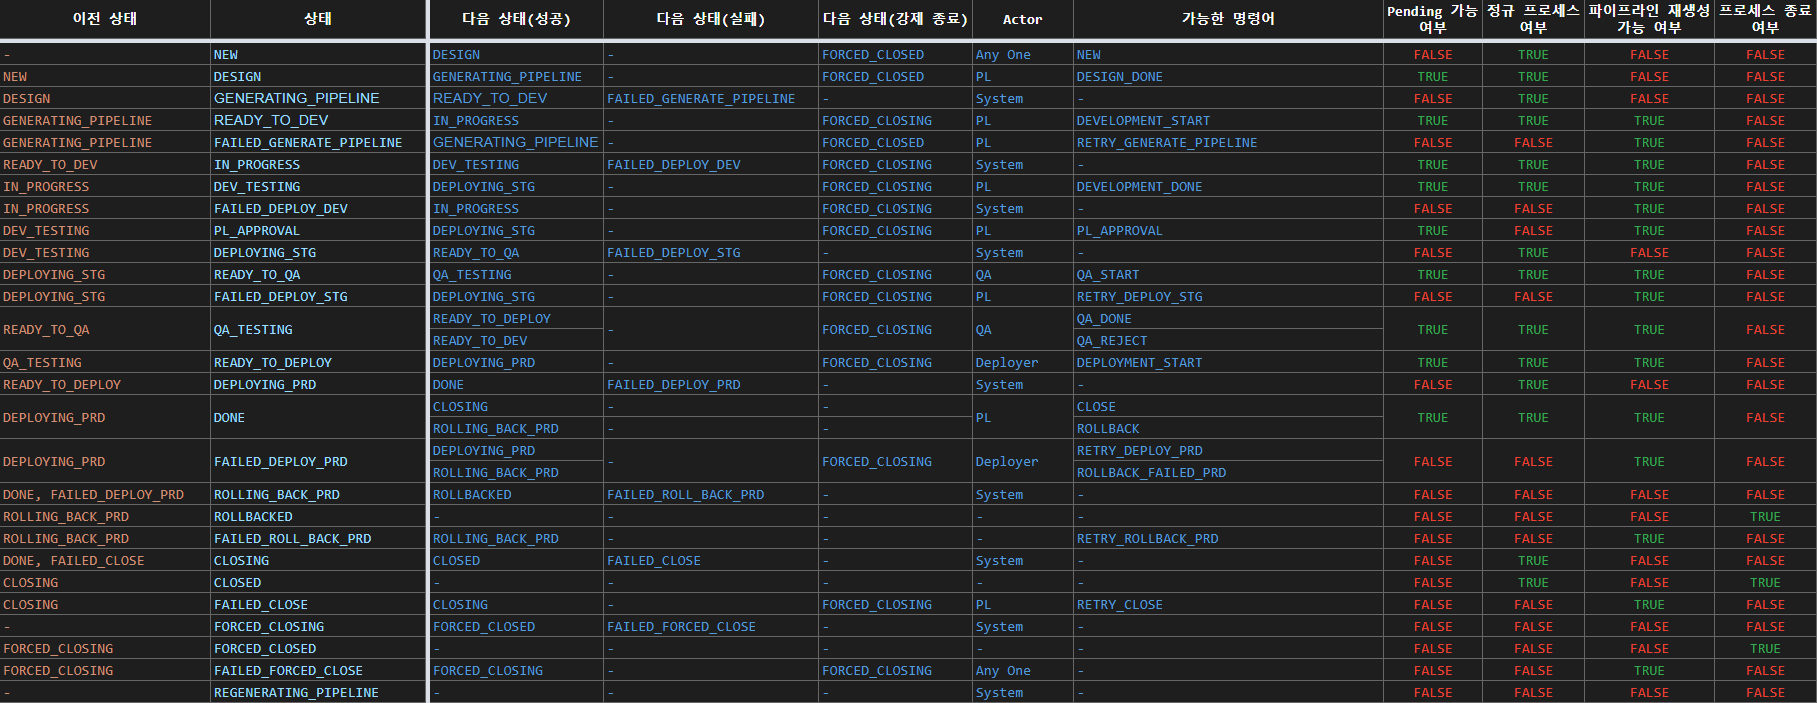 이전 상태 상태 다음 상태(성공) 다음 상태(실패) 다음 상태(강제 종료) Actor 가능한 명령어 Pending 가능 여부 정규 프로세스 여부 파이프라인 재생성 가능 여부 프로세스 종료 여부
- NEW DESIGN - FORCED_CLOSED Any One NEW FALSE TRUE FALSE FALSE
NEW DESIGN GENERATING_PIPELINE - FORCED_CLOSED PL DESIGN_DONE TRUE TRUE FALSE FALSE
DESIGN GENERATING_PIPELINE READY_TO_DEV FAILED_GENERATE_PIPELINE - System - FALSE TRUE FALSE FALSE
GENERATING_PIPELINE READY_TO_DEV IN_PROGRESS - FORCED_CLOSING PL DEVELOPMENT_START TRUE TRUE TRUE FALSE
GENERATING_PIPELINE FAILED_GENERATE_PIPELINE GENERATING_PIPELINE - FORCED_CLOSED PL RETRY_GENERATE_PIPELINE FALSE FALSE TRUE FALSE
READY_TO_DEV IN_PROGRESS DEV_TESTING FAILED_DEPLOY_DEV FORCED_CLOSING System - TRUE TRUE TRUE FALSE
IN_PROGRESS DEV_TESTING DEPLOYING_STG - FORCED_CLOSING PL DEVELOPMENT_DONE TRUE TRUE TRUE FALSE
IN_PROGRESS FAILED_DEPLOY_DEV IN_PROGRESS - FORCED_CLOSING System - FALSE FALSE TRUE FALSE
DEV_TESTING PL_APPROVAL DEPLOYING_STG - FORCED_CLOSING PL PL_APPROVAL TRUE FALSE TRUE FALSE
DEV_TESTING DEPLOYING_STG READY_TO_QA FAILED_DEPLOY_STG - System - FALSE TRUE FALSE FALSE
DEPLOYING_STG READY_TO_QA QA_TESTING - FORCED_CLOSING QA QA_START TRUE TRUE TRUE FALSE
DEPLOYING_STG FAILED_DEPLOY_STG DEPLOYING_STG - FORCED_CLOSING PL RETRY_DEPLOY_STG FALSE FALSE TRUE FALSE
READY_TO_QA QA_TESTING READY_TO_DEPLOY - FORCED_CLOSING QA QA_DONE TRUE TRUE TRUE FALSE
READY_TO_DEV QA_REJECT
QA_TESTING READY_TO_DEPLOY DEPLOYING_PRD - FORCED_CLOSING Deployer DEPLOYMENT_START TRUE TRUE TRUE FALSE
READY_TO_DEPLOY DEPLOYING_PRD DONE FAILED_DEPLOY_PRD - System - FALSE TRUE FALSE FALSE
DEPLOYING_PRD DONE CLOSING - - PL CLOSE TRUE TRUE TRUE FALSE
ROLLING_BACK_PRD - - ROLLBACK
DEPLOYING_PRD FAILED_DEPLOY_PRD DEPLOYING_PRD - FORCED_CLOSING Deployer RETRY_DEPLOY_PRD FALSE FALSE TRUE FALSE
ROLLING_BACK_PRD ROLLBACK_FAILED_PRD
DONE, FAILED_DEPLOY_PRD ROLLING_BACK_PRD ROLLBACKED FAILED_ROLL_BACK_PRD - System - FALSE FALSE FALSE FALSE
ROLLING_BACK_PRD ROLLBACKED - - - - - FALSE FALSE FALSE TRUE
ROLLING_BACK_PRD FAILED_ROLL_BACK_PRD ROLLING_BACK_PRD - - - RETRY_ROLLBACK_PRD FALSE FALSE TRUE FALSE
DONE, FAILED_CLOSE CLOSING CLOSED FAILED_CLOSE - System - FALSE TRUE FALSE FALSE
CLOSING CLOSED - - - - - FALSE TRUE FALSE TRUE
CLOSING FAILED_CLOSE CLOSING - FORCED_CLOSING PL RETRY_CLOSE FALSE FALSE TRUE FALSE
- FORCED_CLOSING FORCED_CLOSED FAILED_FORCED_CLOSE - System - FALSE FALSE FALSE FALSE
FORCED_CLOSING FORCED_CLOSED - - - - - FALSE FALSE FALSE TRUE
FORCED_CLOSING FAILED_FORCED_CLOSE FORCED_CLOSING - FORCED_CLOSING Any One - FALSE FALSE TRUE FALSE
- REGENERATING_PIPELINE - - - System - FALSE FALSE FALSE FALSE